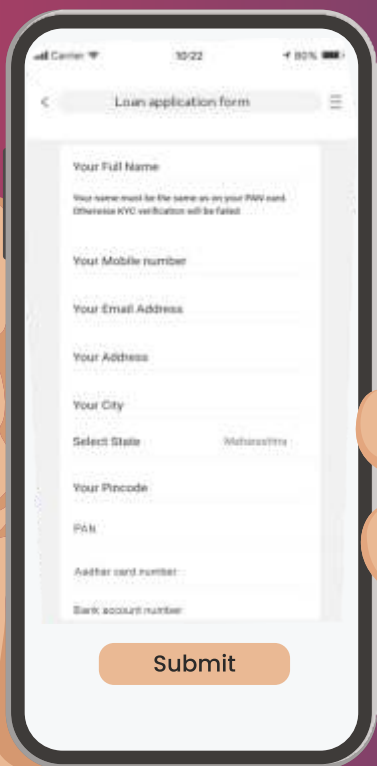 Carrier 10:22 80%
Loan application form
Your Full Name
Your name must be the same as on your PAN card.
Otherwise KYC verification will be failed
Your Mobile number
Your Email Address
Your Address
Your City
Select State Maharashtra
Your Pincode
PAN
Aadhar card number
Bank account number
Submit